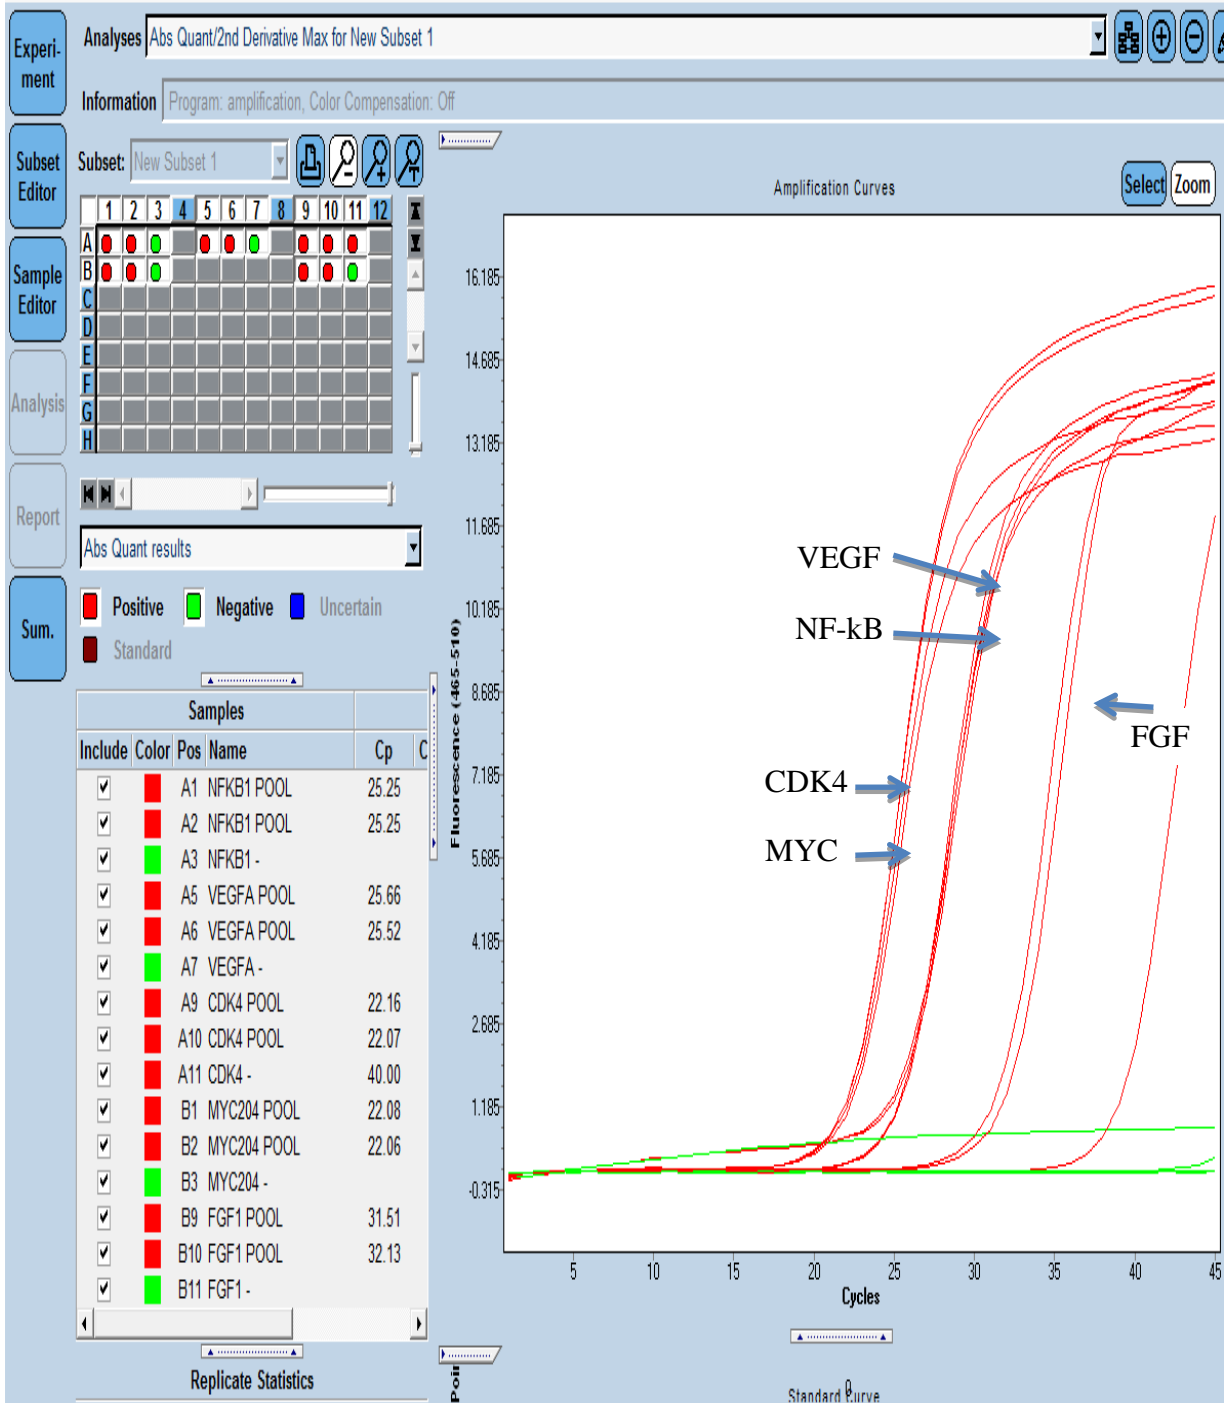 Experi-
ment
Analyses Abs Quant/2nd Derivative Max for New Subset 1
Information Program: amplification, Color Compensation: Off
Subset
Editor
Subset: New Subset 1
1 2 3 4 5 6 7 8 9 10 11 12
A
B
C
D
E
F
G
H
Sample
Editor
Analysis
Report
Sum.
Abs Quant results
Positive Negative Uncertain
Standard
Samples
Include Color Pos Name Cp C
A1 NFKB1 POOL 25.25
A2 NFKB1 POOL 25.25
A3 NFKB1 -
A5 VEGFA POOL 25.66
A6 VEGFA POOL 25.52
A7 VEGFA -
A9 CDK4 POOL 22.16
A10 CDK4 POOL 22.07
A11 CDK4 - 40.00
B1 MYC204 POOL 22.08
B2 MYC204 POOL 22.06
B3 MYC204 -
B9 FGF1 POOL 31.51
B10 FGF1 POOL 32.13
B11 FGF1 -
Replicate Statistics
Amplification Curves
Select Zoom
Fluorescence (465-510)
16.185
14.685
13.185
11.685
10.185
8.685
7.185
5.685
4.185
2.685
1.185
-0.315
VEGF
NF-kB
FGF
CDK4
MYC
5 10 15 20 25 30 35 40 45
Cycles
Standard Curve